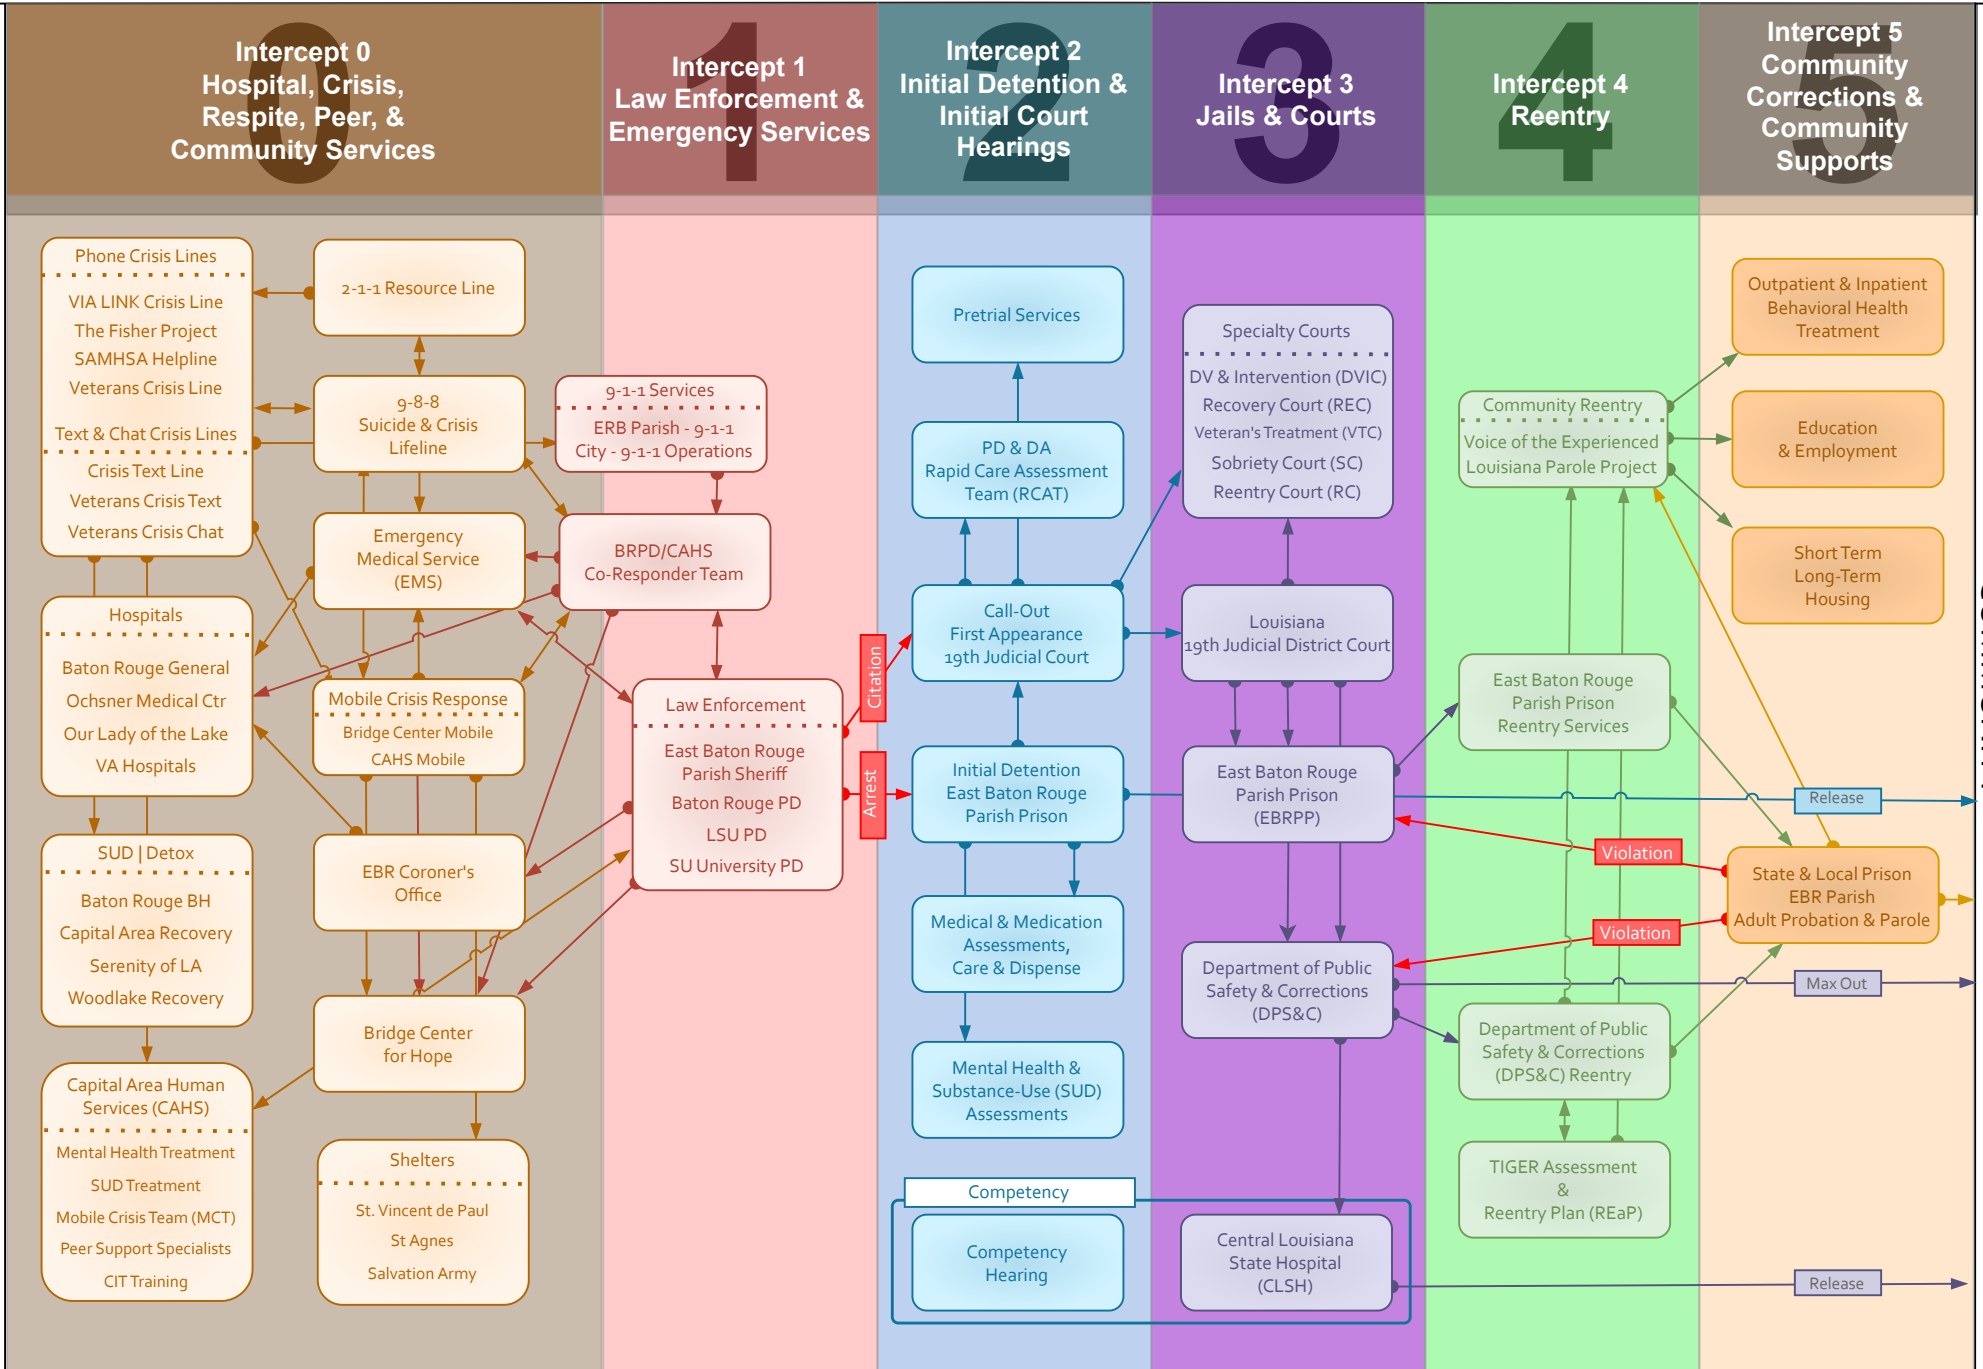 0
Intercept 0
Hospital, Crisis,
Respite, Peer, &
Community Services
1
Intercept 1
Law Enforcement &
Emergency Services
2
Intercept 2
Initial Detention &
Initial Court
Hearings
3
Intercept 3
Jails & Courts
4
Intercept 4
Reentry
5
Intercept 5
Community
Corrections &
Community
Supports
Phone Crisis Lines
VIA LINK Crisis Line
The Fisher Project
SAMHSA Helpline
Veterans Crisis Line
Text & Chat Crisis Lines
Crisis Text Line
Veterans Crisis Text
Veterans Crisis Chat
Hospitals
Baton Rouge General
Ochsner Medical Ctr
Our Lady of the Lake
VA Hospitals
SUD | Detox
Baton Rouge BH
Capital Area Recovery
Serenity of LA
Woodlake Recovery
Capital Area Human
Services (CAHS)
Mental Health Treatment
SUD Treatment
Mobile Crisis Team (MCT)
Peer Support Specialists
CIT Training
2-1-1 Resource Line
9-8-8
Suicide & Crisis
Lifeline
Emergency
Medical Service
(EMS)
Mobile Crisis Response
Bridge Center Mobile
CAHS Mobile
EBR Coroner's
Office
Bridge Center
for Hope
Shelters
St. Vincent de Paul
St Agnes
Salvation Army
9-1-1 Services
ERB Parish - 9-1-1
City - 9-1-1 Operations
BRPD/CAHS
Co-Responder Team
Law Enforcement
East Baton Rouge
Parish Sheriff
Baton Rouge PD
LSU PD
SU University PD
Citation
Arrest
Pretrial Services
PD & DA
Rapid Care Assessment
Team (RCAT)
Call-Out
First Appearance
19th Judicial Court
Initial Detention
East Baton Rouge
Parish Prison
Medical & Medication
Assessments,
Care & Dispense
Mental Health &
Substance-Use (SUD)
Assessments
Competency
Competency
Hearing
Specialty Courts
DV & Intervention (DVIC)
Recovery Court (REC)
Veteran's Treatment (VTC)
Sobriety Court (SC)
Reentry Court (RC)
Louisiana
19th Judicial District Court
East Baton Rouge
Parish Prison
(EBRPP)
Department of Public
Safety & Corrections
(DPS&C)
Central Louisiana
State Hospital
(CLSH)
Community Reentry
Voice of the Experienced
Louisiana Parole Project
East Baton Rouge
Parish Prison
Reentry Services
Department of Public
Safety & Corrections
(DPS&C) Reentry
TIGER Assessment
&
Reentry Plan (REaP)
Outpatient & Inpatient
Behavioral Health
Treatment
Education
& Employment
Short Term
Long-Term
Housing
Release
Violation
State & Local Prison
EBR Parish
Adult Probation & Parole
Violation
Max Out
Release